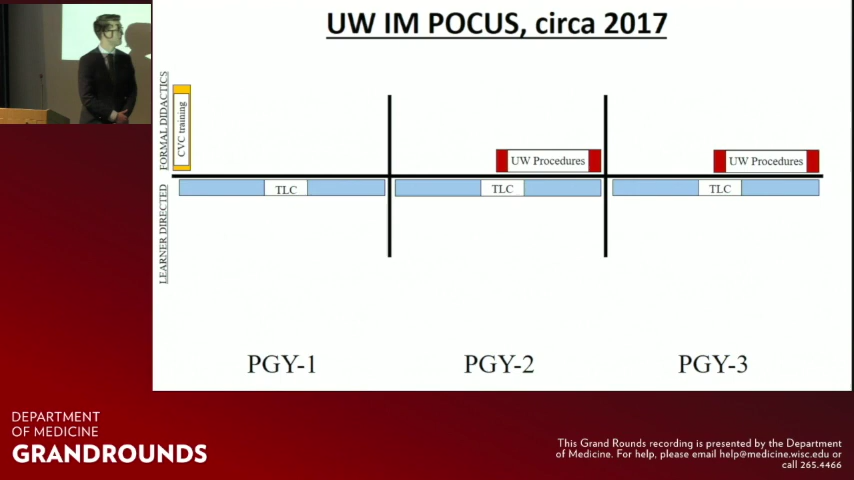 UW IM POCUS, circa 2017
FORMAL DIDACTICS
CVC training
UW Procedures
UW Procedures
LEARNER DIRECTED
TLC
TLC
TLC
PGY-1
PGY-2
PGY-3
DEPARTMENT
OF MEDICINE
GRANDROUNDS
This Grand Rounds recording is presented by the Department
of Medicine. For help, please email help@medicine.wisc.edu or
call 265.4466